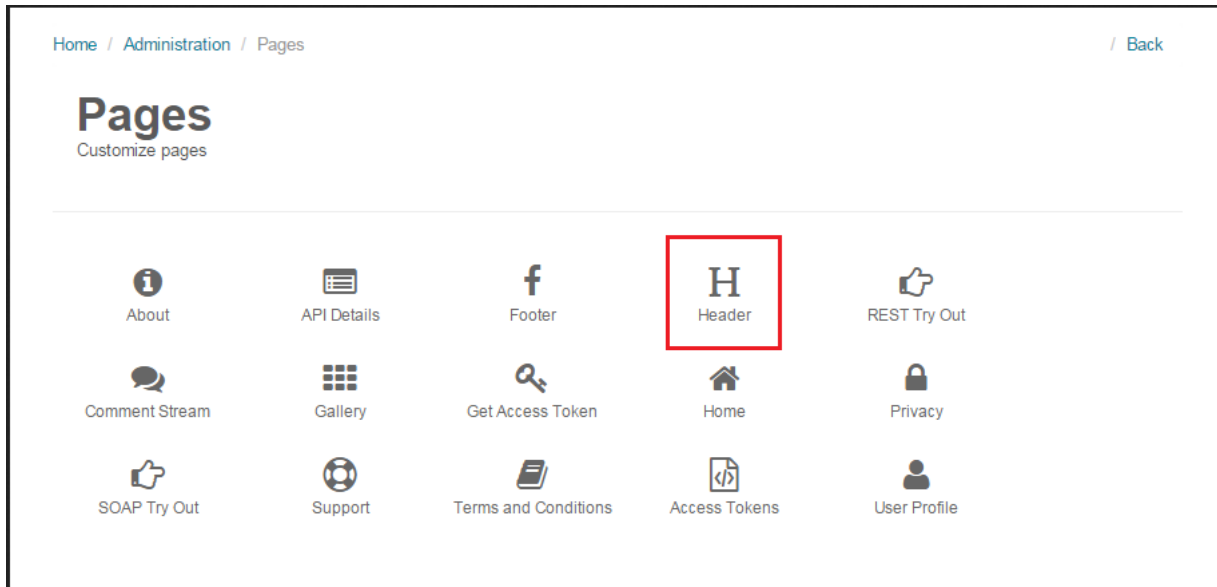 Home / Administration / Pages / Back
Pages
Customize pages
H
About API Details Footer Header REST Try Out
Comment Stream Gallery Get Access Token Home Privacy
SOAP Try Out Support Terms and Conditions Access Tokens User Profile